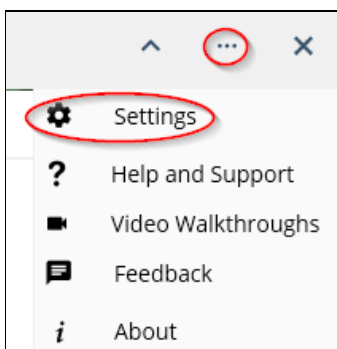 Settings
Help and Support
Video Walkthroughs
Feedback
About